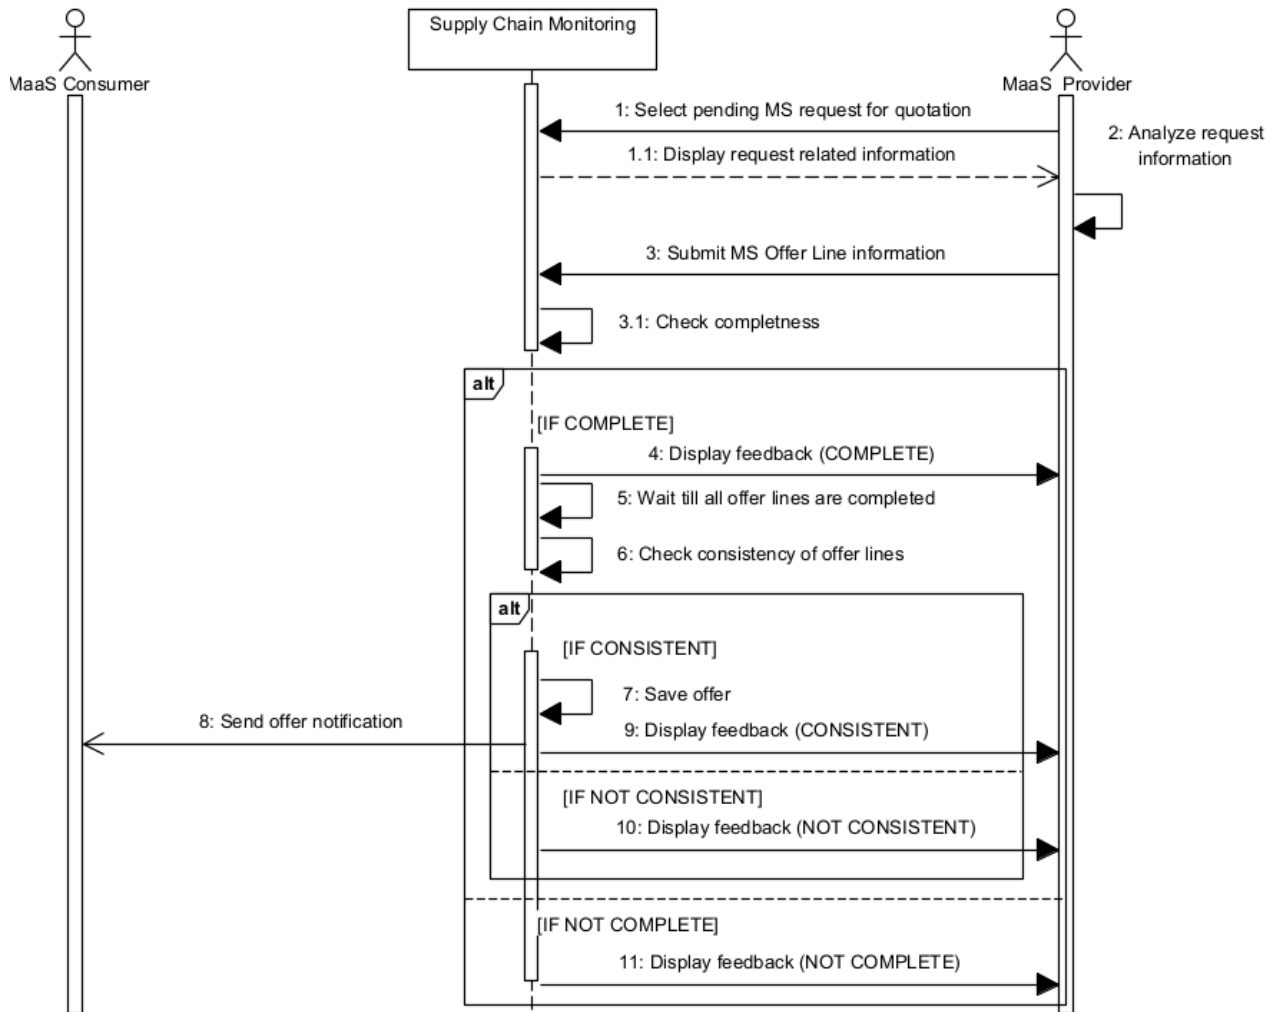 Supply Chain Monitoring
MaaS Consumer
MaaS Provider
1: Select pending MS request for quotation
2: Analyze request
information
1.1: Display request related information
3: Submit MS Offer Line information
3.1: Check completness
alt
[IF COMPLETE]
4: Display feedback (COMPLETE)
5: Wait till all offer lines are completed
6: Check consistency of offer lines
alt
[IF CONSISTENT]
7: Save offer
8: Send offer notification
9: Display feedback (CONSISTENT)
[IF NOT CONSISTENT]
10: Display feedback (NOT CONSISTENT)
[IF NOT COMPLETE]
11: Display feedback (NOT COMPLETE)